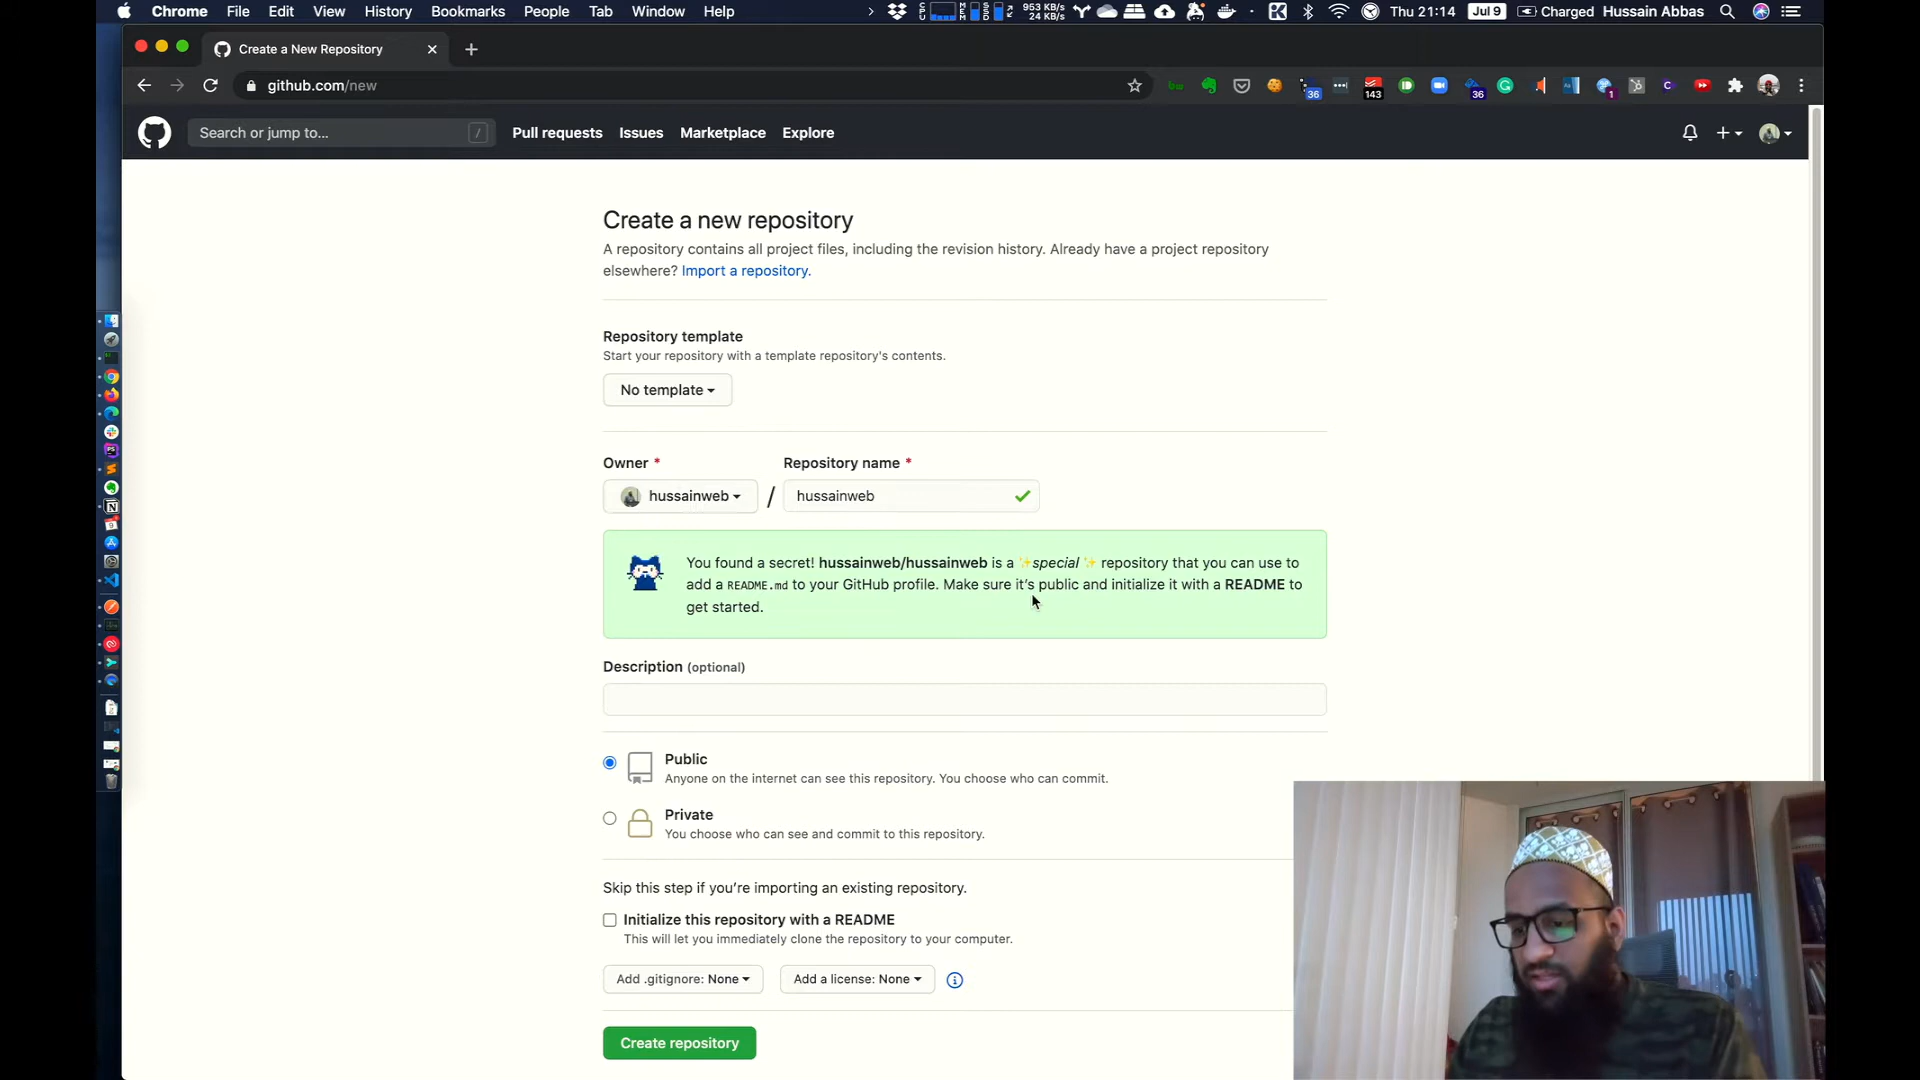 Chrome File Edit View History Bookmarks People Tab Window Help
953 KB/s
24 KB/s
Thu 21:14 Jul 9 Charged Hussain Abbas
Create a New Repository
github.com/new
36
143
36
1
Search or jump to... /
Pull requests Issues Marketplace Explore
Create a new repository
A repository contains all project files, including the revision history. Already have a project repository
elsewhere? Import a repository.
Repository template
Start your repository with a template repository's contents.
No template
Owner *
Repository name *
hussainweb / hussainweb
You found a secret! hussainweb/hussainweb is a ✨special✨ repository that you can use to
add a README.md to your GitHub profile. Make sure it's public and initialize it with a README to
get started.
Description (optional)
Public
Anyone on the internet can see this repository. You choose who can commit.
Private
You choose who can see and commit to this repository.
Skip this step if you're importing an existing repository.
Initialize this repository with a README
This will let you immediately clone the repository to your computer.
Add .gitignore: None Add a license: None
Create repository